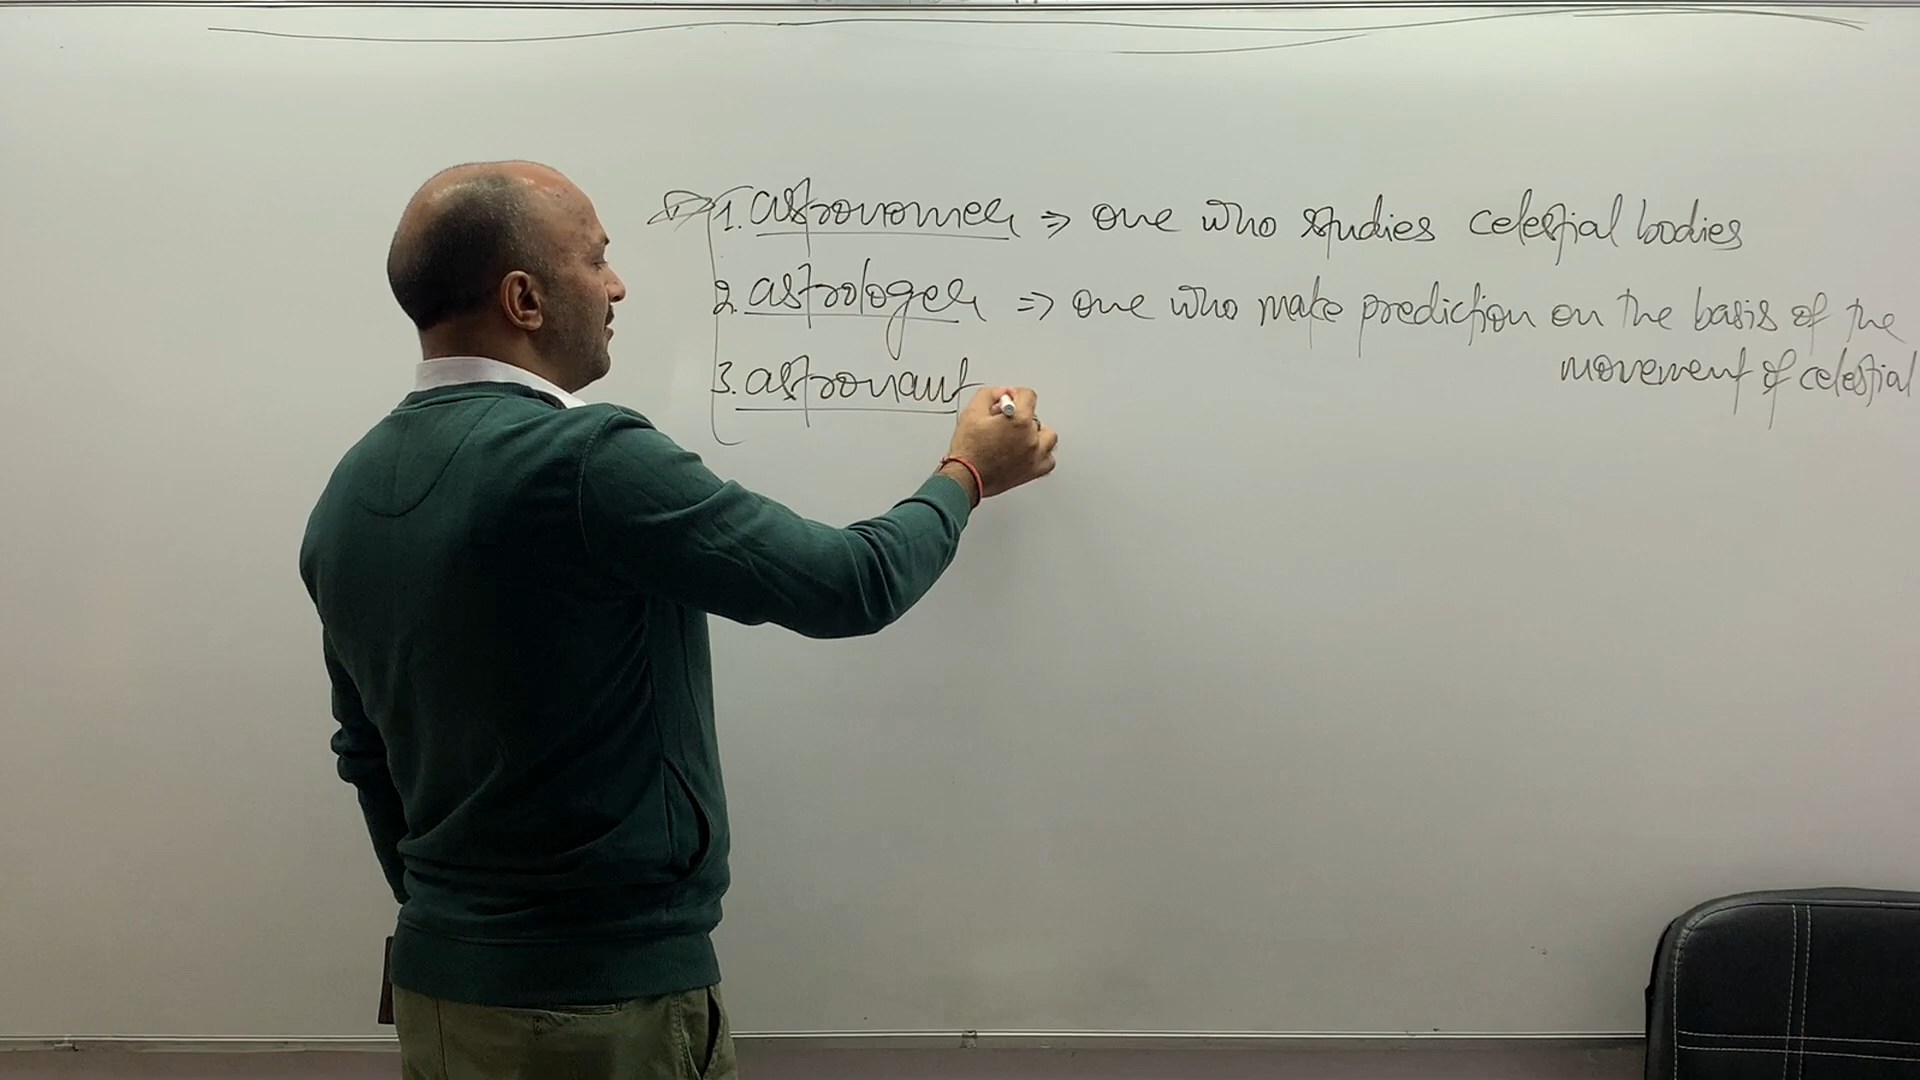 1. astronomer => one who studies celestial bodies
2. astrologer => one who make prediction on the basis of the
movement of celestial
3. astronaut